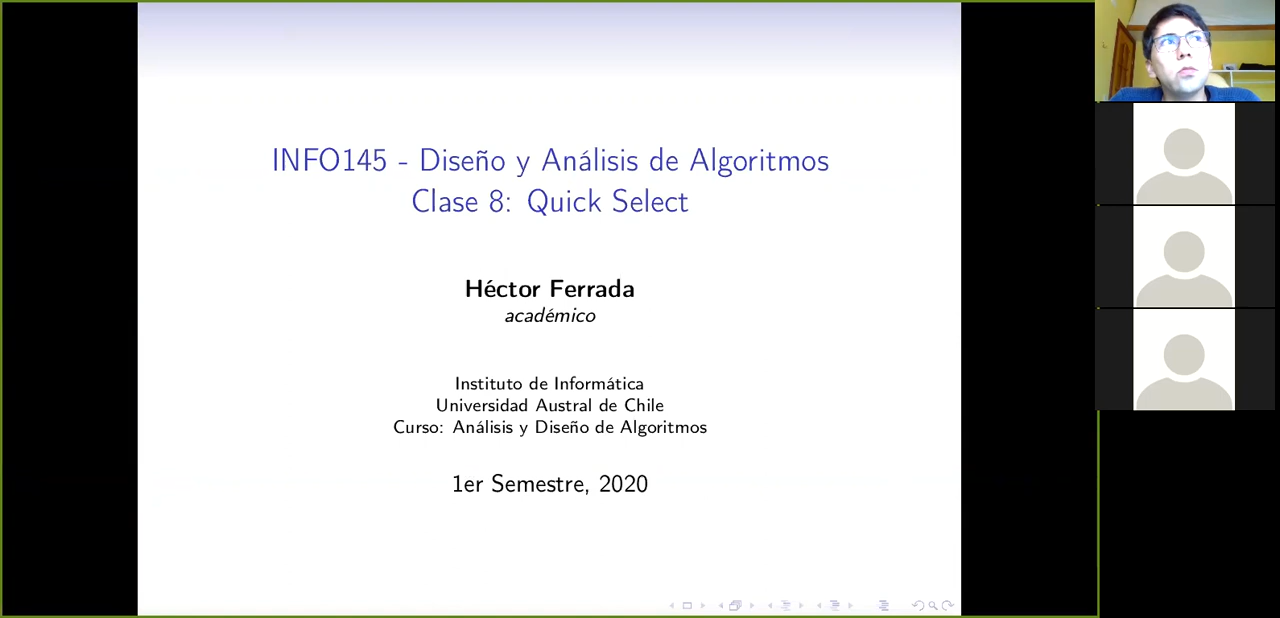 INFO145 - Diseño y Análisis de Algoritmos
Clase 8: Quick Select
Héctor Ferrada
académico
Instituto de Informática
Universidad Austral de Chile
Curso: Análisis y Diseño de Algoritmos
1er Semestre, 2020